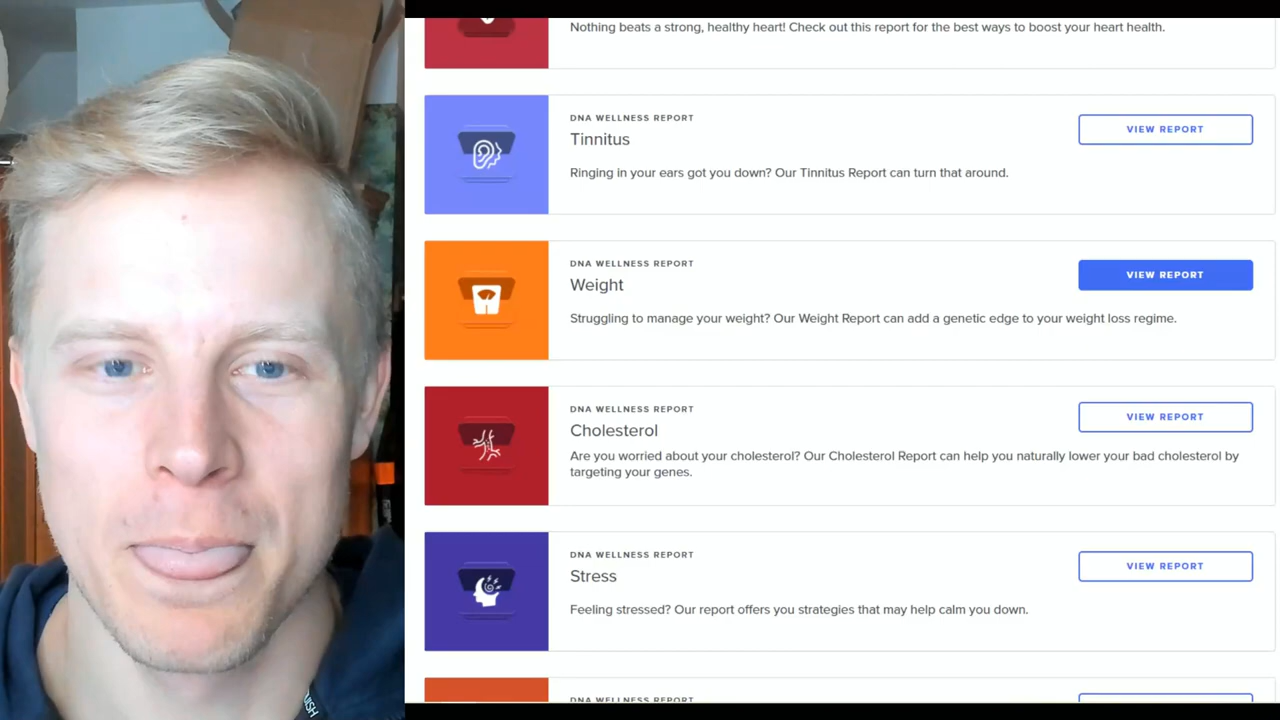 Nothing beats a strong, healthy heart! Check out this report for the best ways to boost your heart health.
DNA WELLNESS REPORT
Tinnitus
VIEW REPORT
Ringing in your ears got you down? Our Tinnitus Report can turn that around.
DNA WELLNESS REPORT
Weight
VIEW REPORT
Struggling to manage your weight? Our Weight Report can add a genetic edge to your weight loss regime.
DNA WELLNESS REPORT
Cholesterol
VIEW REPORT
Are you worried about your cholesterol? Our Cholesterol Report can help you naturally lower your bad cholesterol by
targeting your genes.
DNA WELLNESS REPORT
Stress
VIEW REPORT
Feeling stressed? Our report offers you strategies that may help calm you down.
DNA WELLNESS REPORT